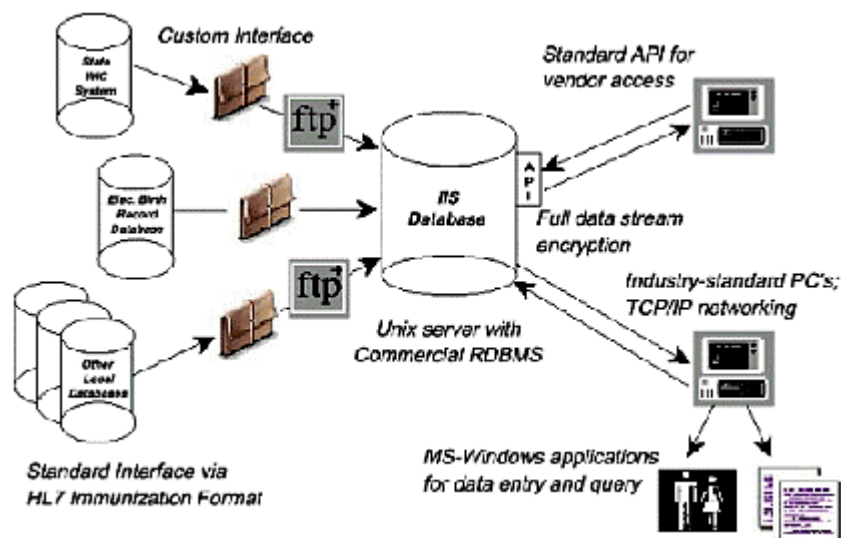 Custom Interface
State
WIC
System
ftp
Standard API for
vendor access
A
P
I
Elec. Birth
Record
Database
IIS
Database
Full data stream
encryption
Industry-standard PC's;
TCP/IP networking
ftp
Unix server with
Commercial RDBMS
Other
Local
Databases
Standard Interface via
HL7 Immunization Format
MS-Windows applications
for data entry and query